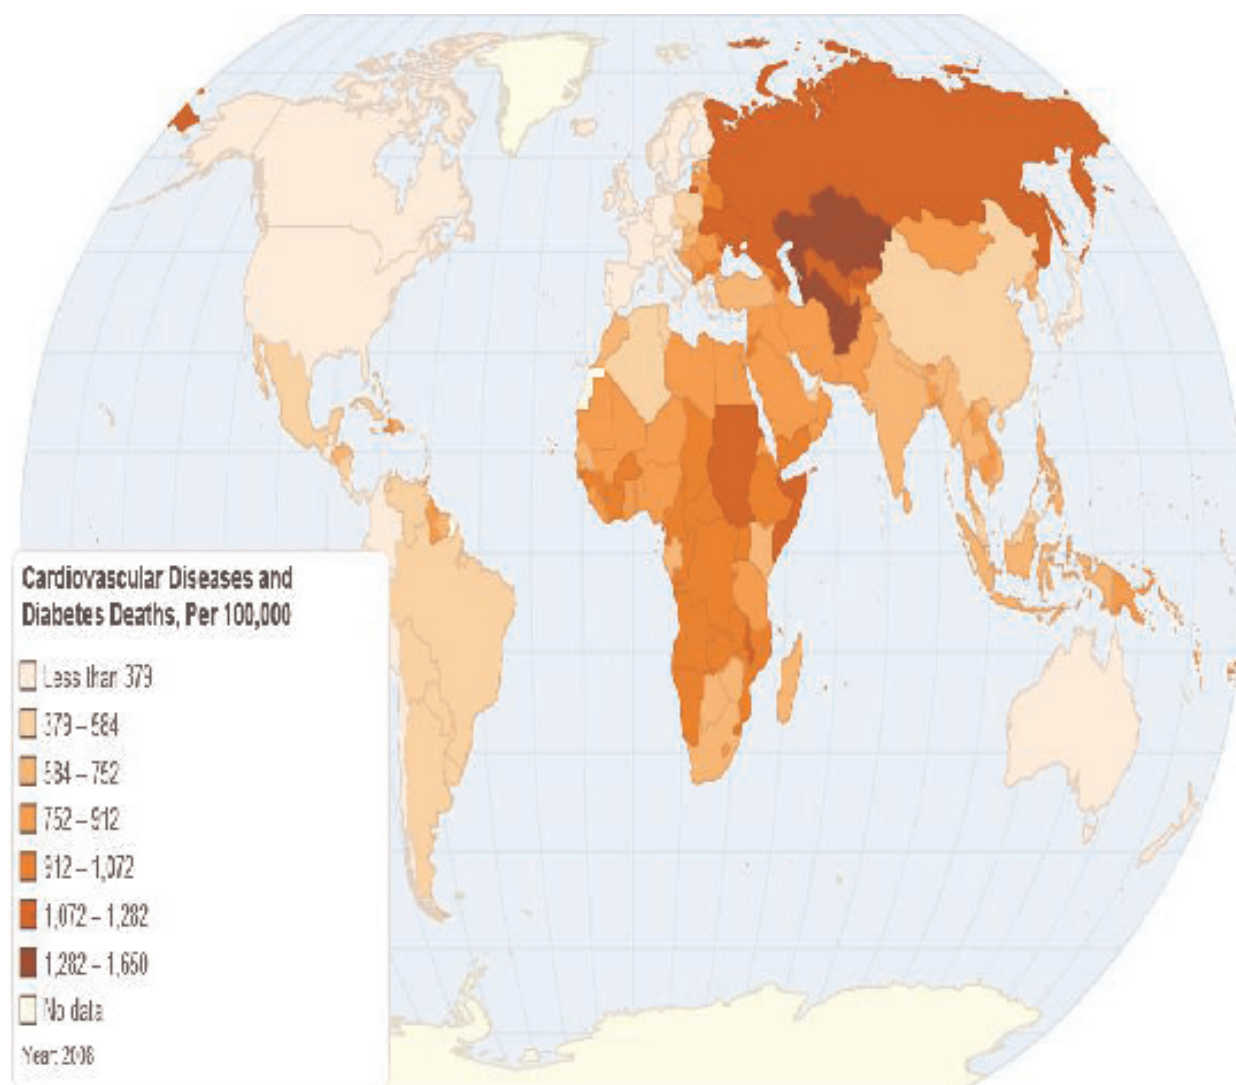 Cardiovascular Diseases and
Diabetes Deaths, Per 100,000
Less than 379
379 – 584
584 – 752
752 – 912
912 – 1,072
1,072 – 1,282
1,282 – 1,650
No data
Year: 2008